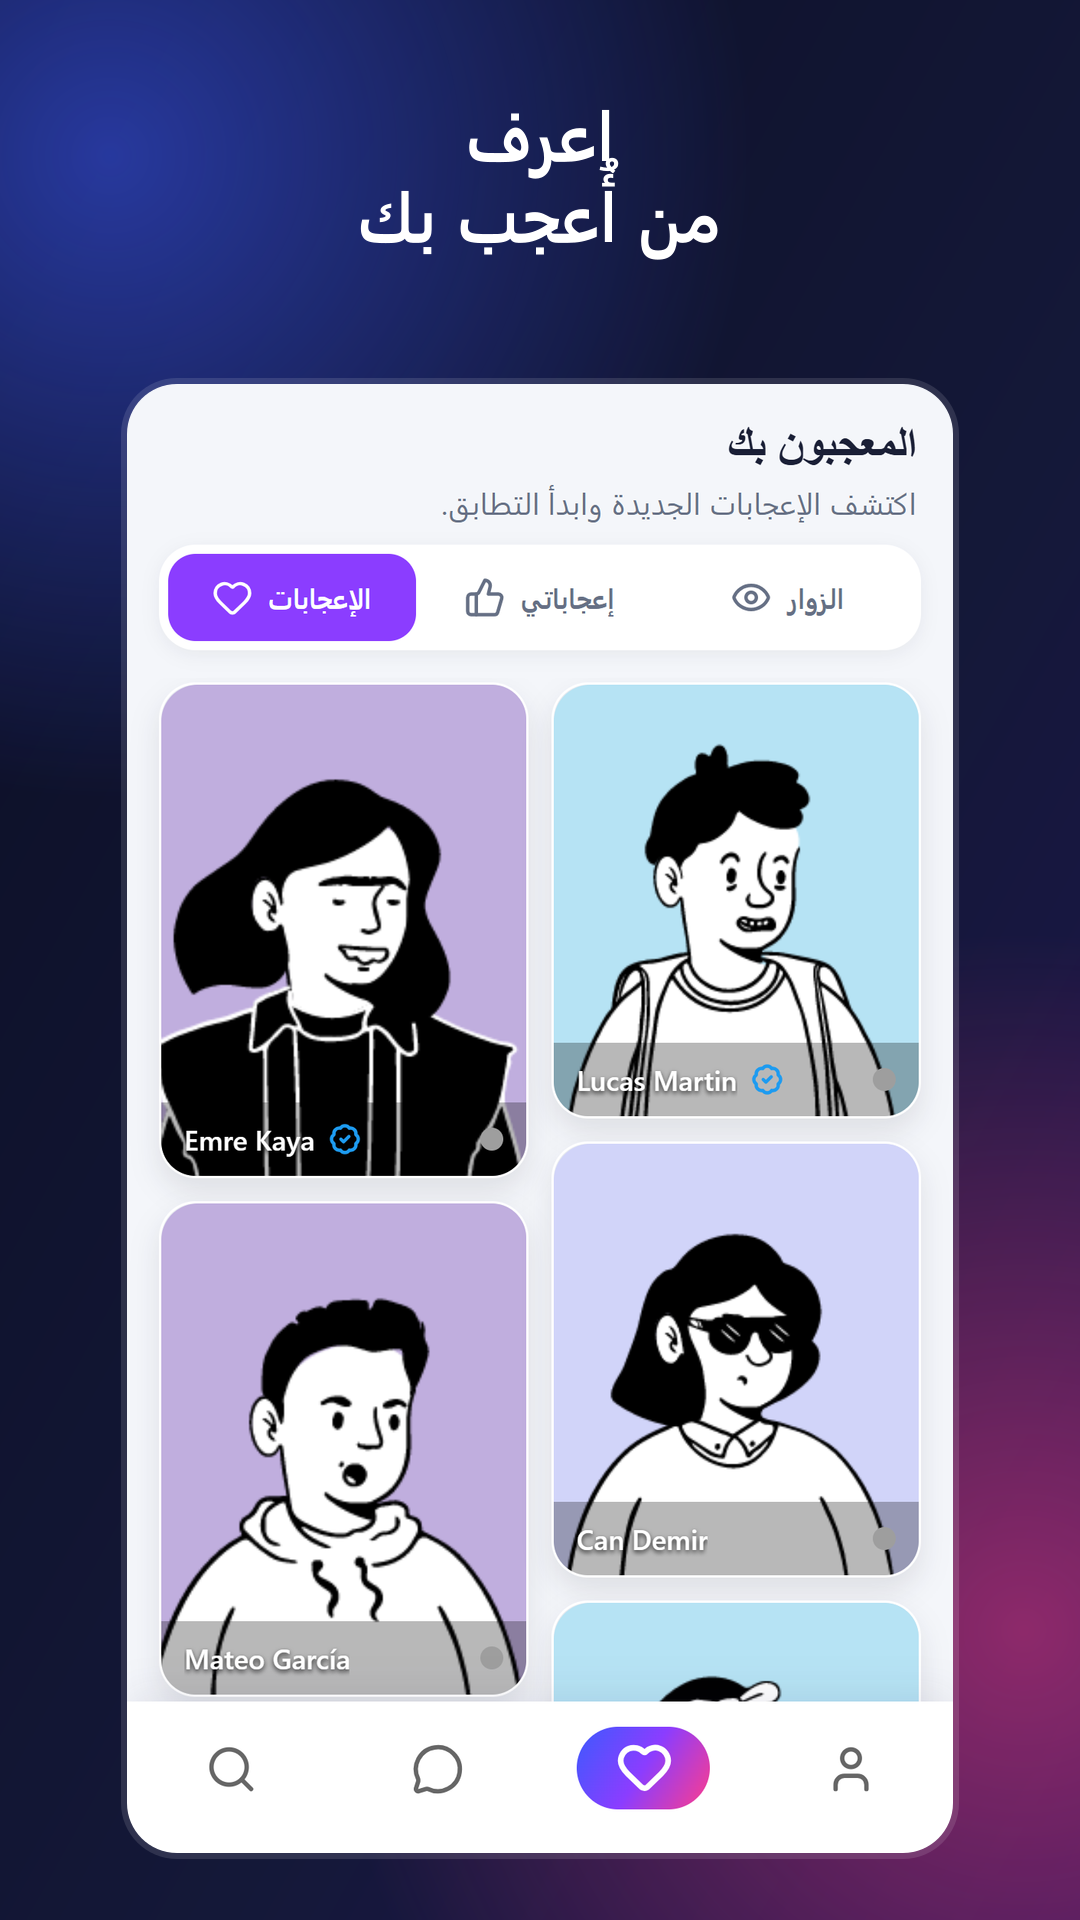 إعرف
من أُعجب بك
المعجبون بك
اكتشف الإعجابات الجديدة وابدأ التطابق.
الزوار
إعجاباتي
الإعجابات
Lucas Martin
Emre Kaya
Can Demir
Mateo García